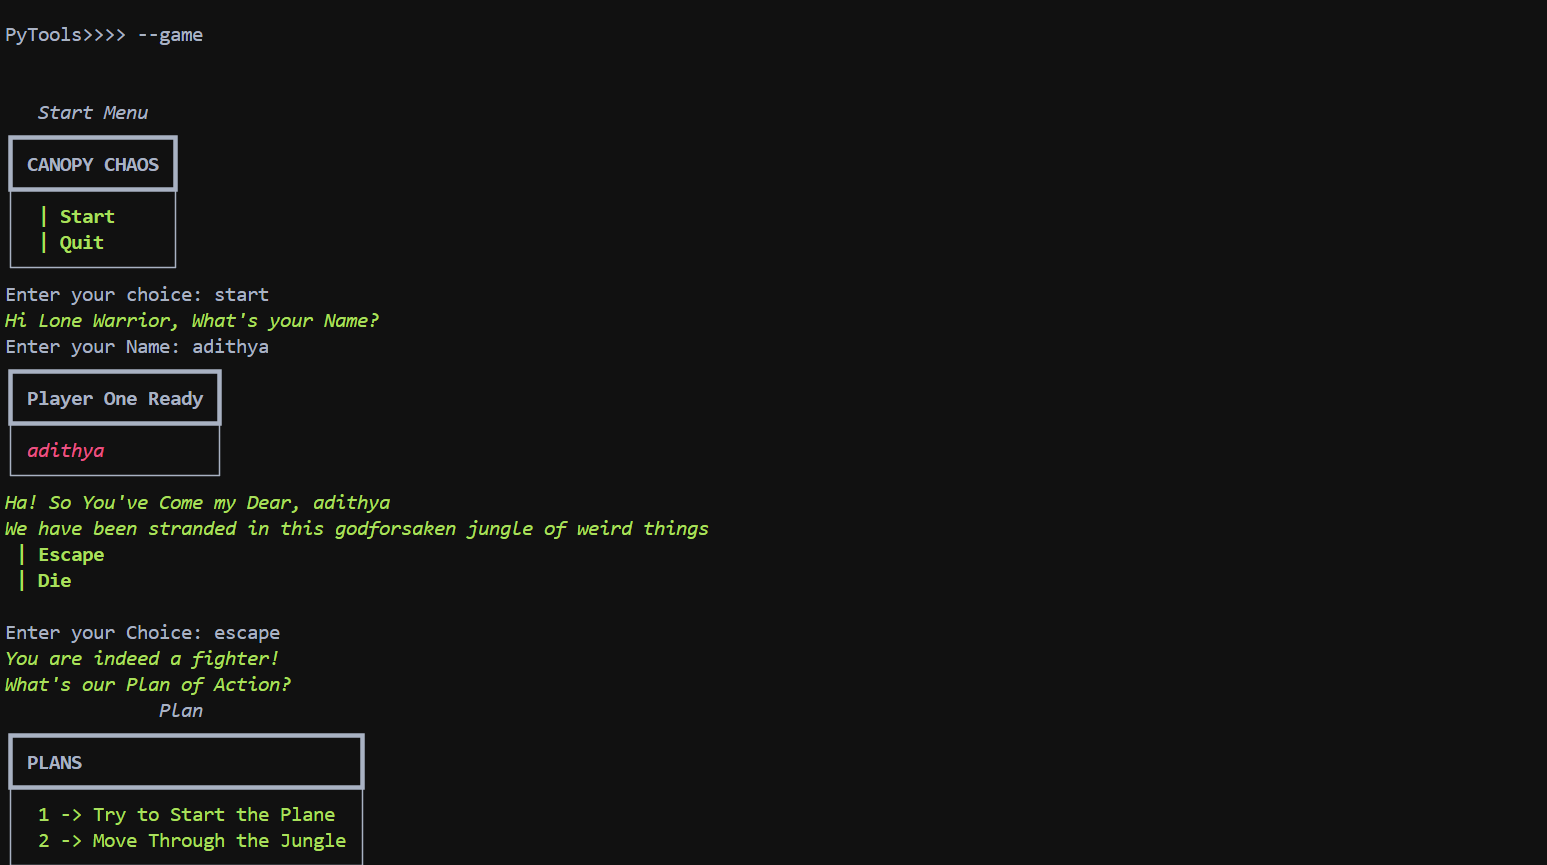 PyTools>>>> --game
Start Menu
CANOPY CHAOS
| Start
| Quit
Enter your choice: start
Hi Lone Warrior, What's your Name?
Enter your Name: adithya
Player One Ready
adithya
Ha! So You've Come my Dear, adithya
We have been stranded in this godforsaken jungle of weird things
| Escape
| Die
Enter your Choice: escape
You are indeed a fighter!
What's our Plan of Action?
Plan
PLANS
1 -> Try to Start the Plane
2 -> Move Through the Jungle